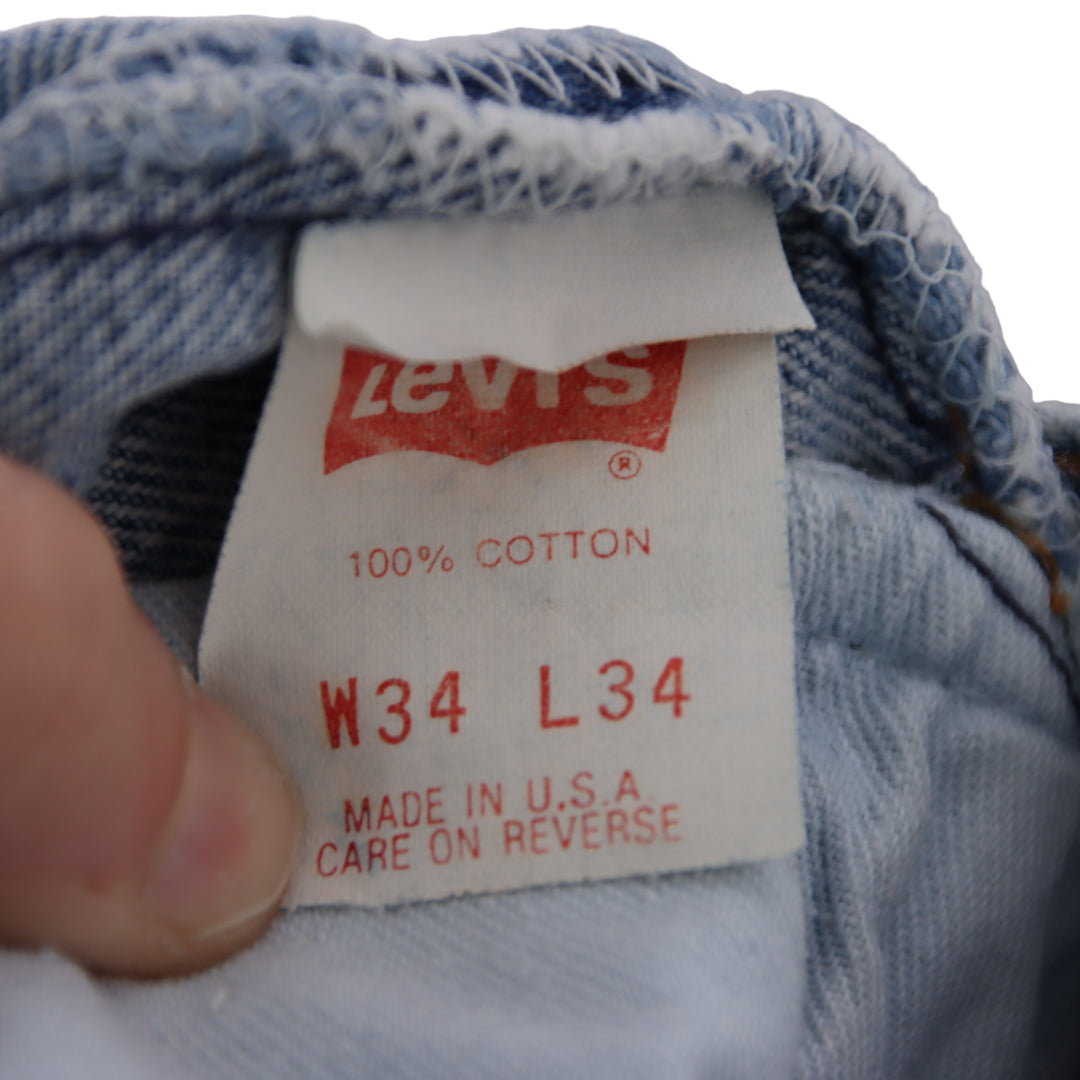 Levi's
®
100% COTTON
W34 L34
MADE IN U.S.A.
CARE ON REVERSE